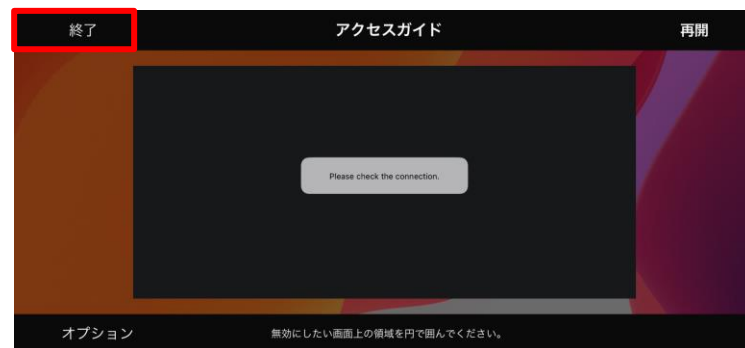 終了
アクセスガイド
再開
Please check the connection.
オプション
無効にしたい画面上の領域を円で囲んでください。